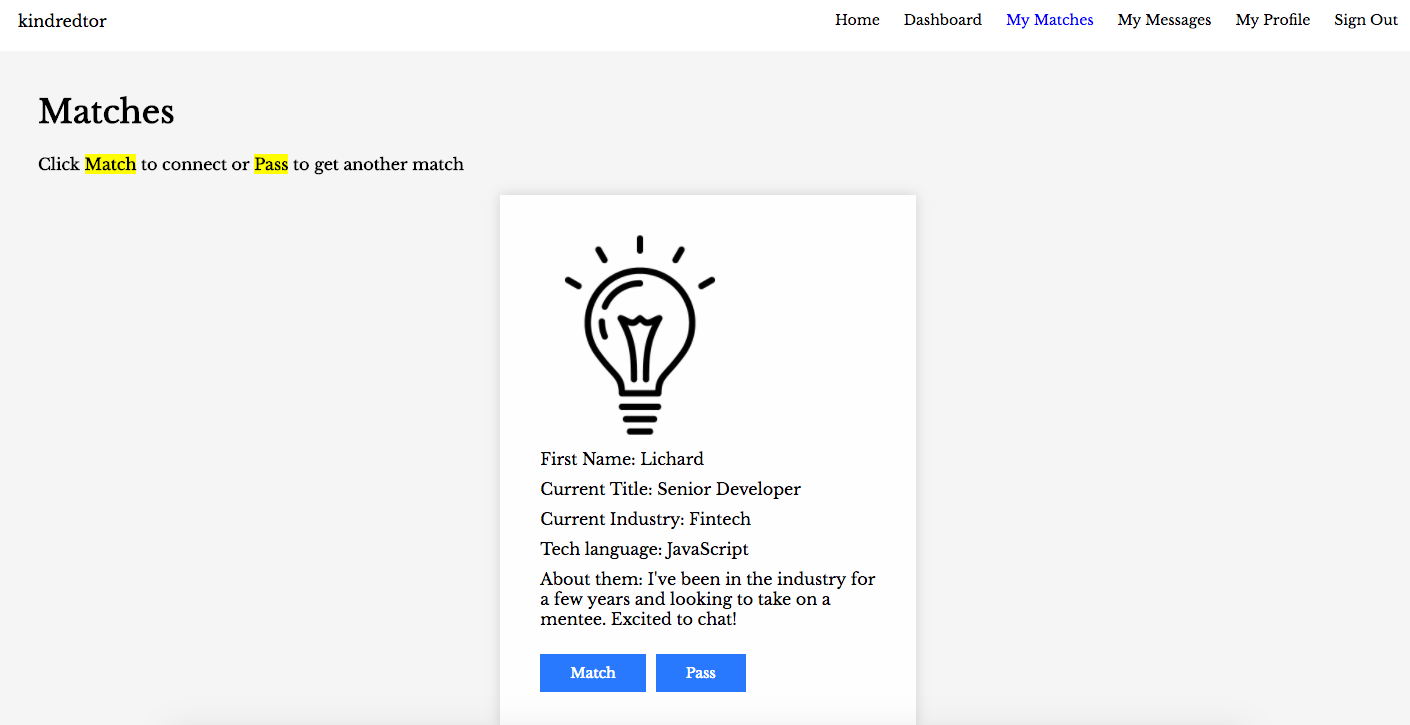 kindredtor
Home Dashboard My Matches My Messages My Profile Sign Out
Matches
Click Match to connect or Pass to get another match
First Name: Lichard
Current Title: Senior Developer
Current Industry: Fintech
Tech language: JavaScript
About them: I've been in the industry for
a few years and looking to take on a
mentee. Excited to chat!
Match Pass